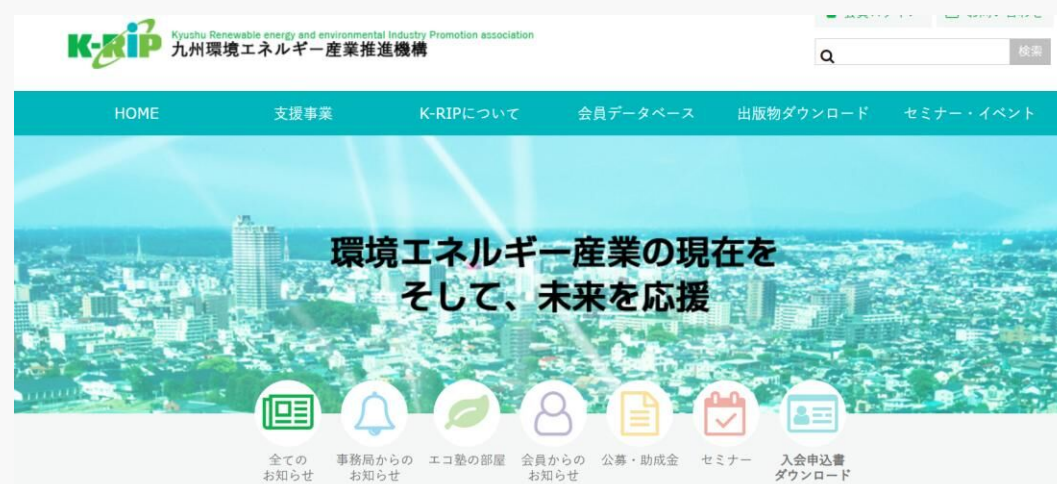 K-RiP
Kyushu Renewable energy and environmental Industry Promotion association
九州環境エネルギー産業推進機構
検索
HOME 支援事業 K-RIPについて 会員データベース 出版物ダウンロード セミナー・イベント
環境エネルギー産業の現在を
そして、未来を応援
全ての
お知らせ
事務局からの
お知らせ
エコ塾の部屋
会員からの
お知らせ
公募・助成金
セミナー
入会申込書
ダウンロード